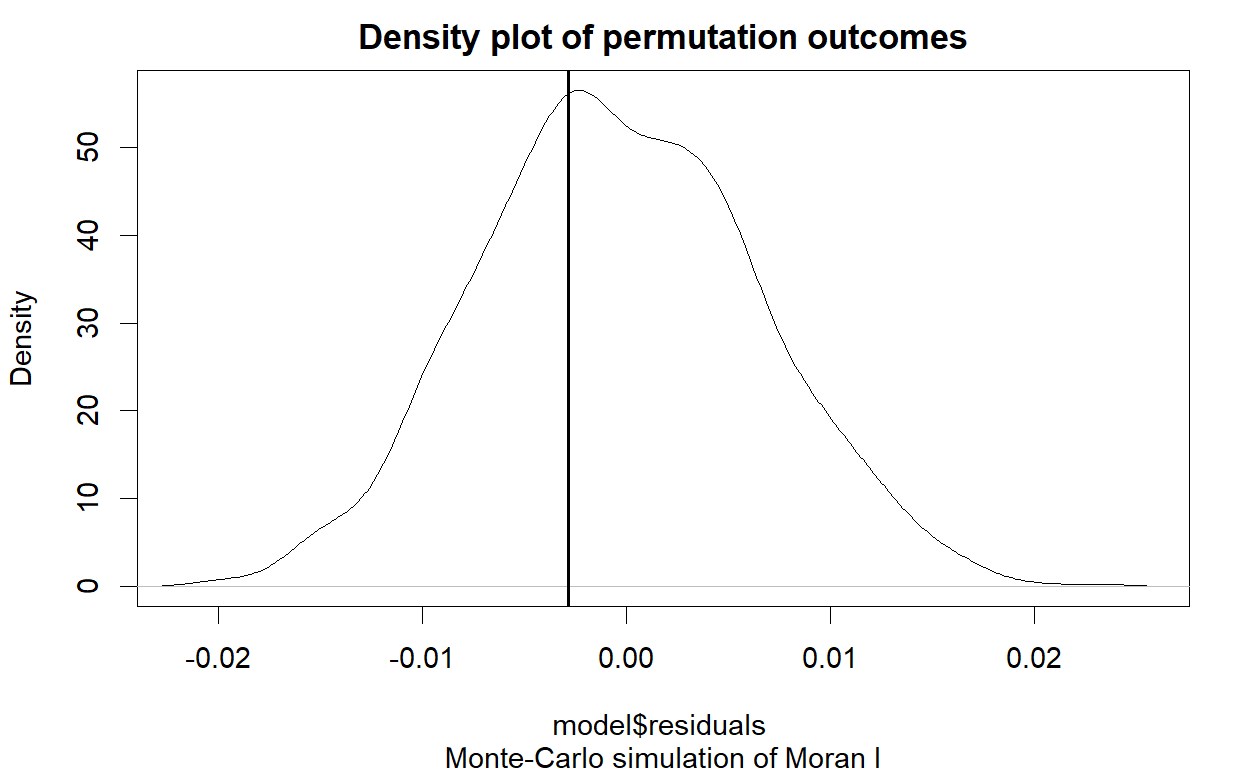 Density plot of permutation outcomes
Density
50
40
30
20
10
0
-0.02 -0.01 0.00 0.01 0.02
model$residuals
Monte-Carlo simulation of Moran I